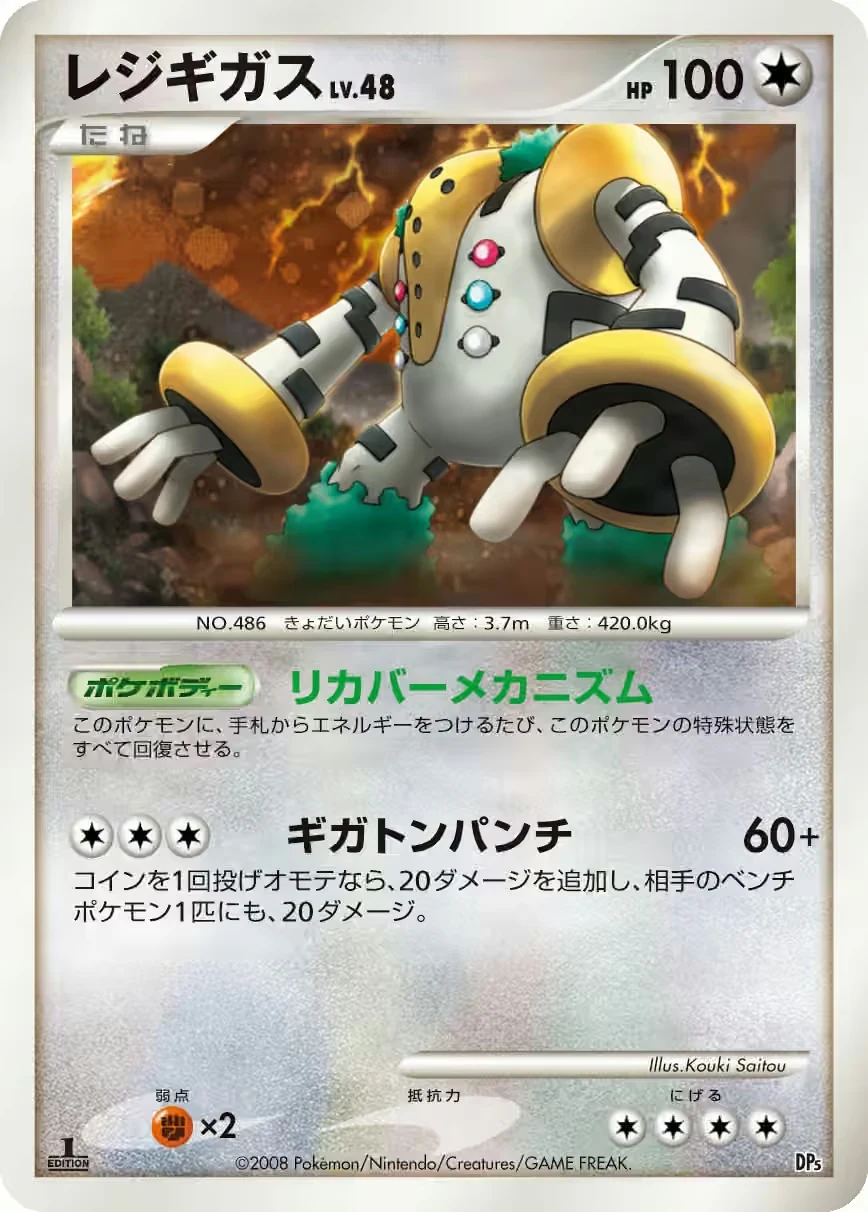 レジギガス LV.48 HP 100
たね
NO.486 きょだいポケモン 高さ:3.7m 重さ:420.0kg
ポケボディー リカバーメカニズム
このポケモンに、手札からエネルギーをつけるたび、このポケモンの特殊状態を
すべて回復させる。
ギガトンパンチ 60+
コインを1回投げオモテなら、20ダメージを追加し、相手のベンチ
ポケモン1匹にも、20ダメージ。
Illus.Kouki Saitou
弱点 抵抗力 にげる
×2
1 EDITION ©2008 Pokémon/Nintendo/Creatures/GAME FREAK. DP5